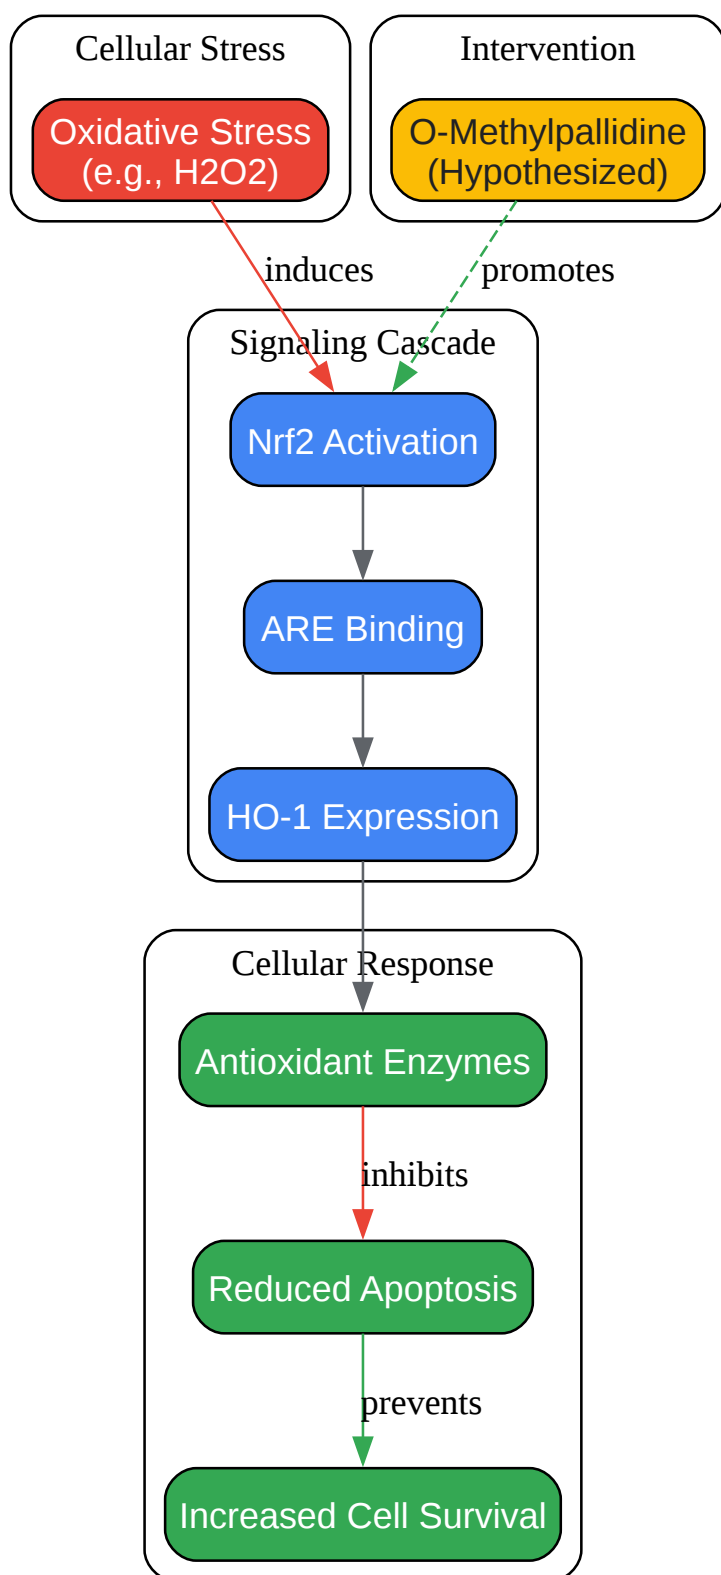 Cellular Stress
Intervention
Oxidative Stress
(e.g., H2O2)
O-Methylpallidine
(Hypothesized)
induces
promotes
Signaling Cascade
Nrf2 Activation
ARE Binding
HO-1 Expression
Cellular Response
Antioxidant Enzymes
inhibits
Reduced Apoptosis
prevents
Increased Cell Survival